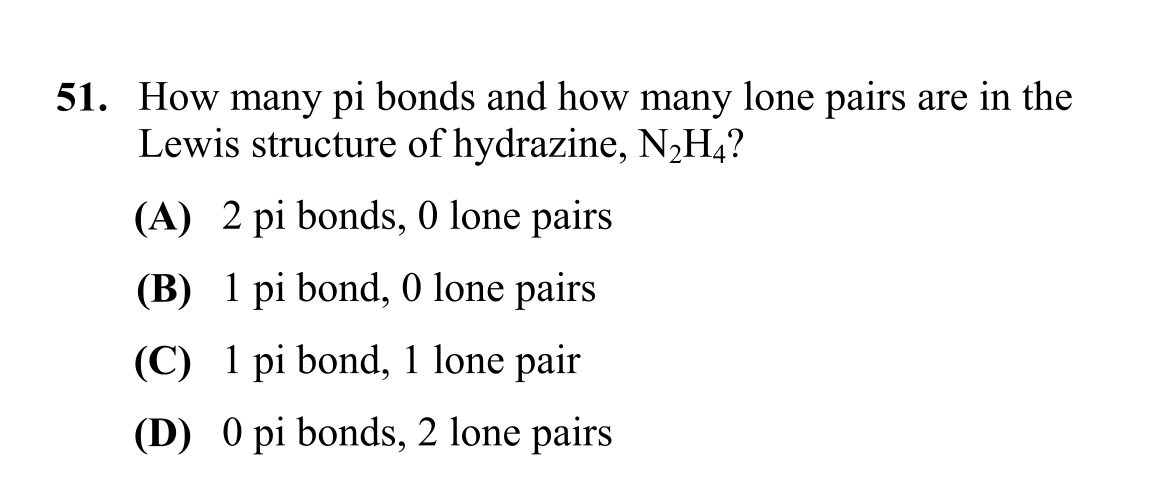 51. How many pi bonds and how many lone pairs are in the
Lewis structure of hydrazine, N₂H₄?
(A) 2 pi bonds, 0 lone pairs
(B) 1 pi bond, 0 lone pairs
(C) 1 pi bond, 1 lone pair
(D) 0 pi bonds, 2 lone pairs